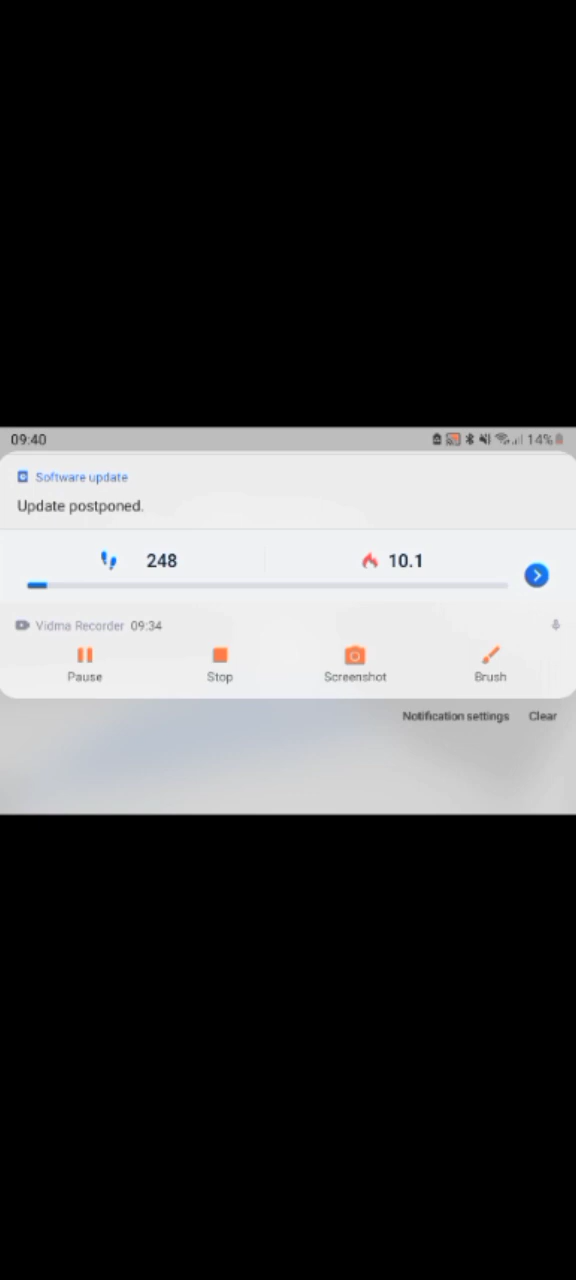 09:40 14%
Software update
Update postponed.
248 10.1
Vidma Recorder 09:34
Pause Stop Screenshot Brush
Notification settings Clear